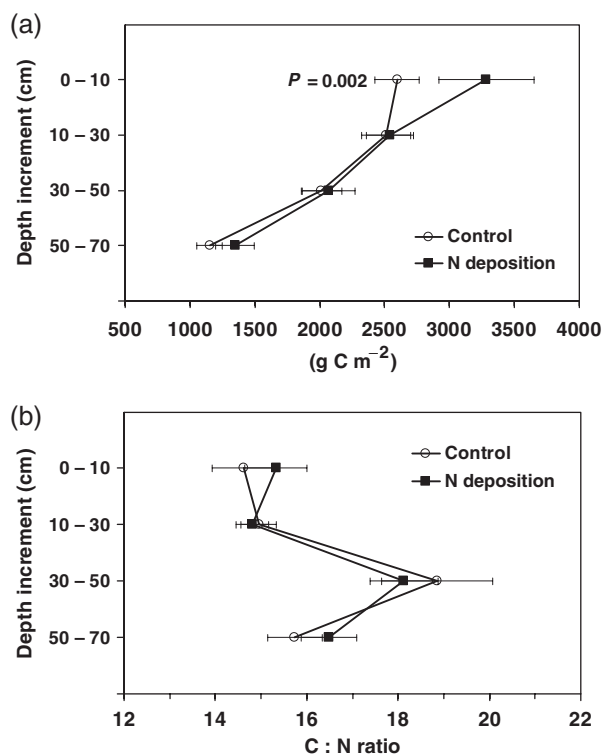 (a)
Depth increment (cm)
0 – 10
10 – 30
30 – 50
50 – 70
P = 0.002
Control
N deposition
500 1000 1500 2000 2500 3000 3500 4000
(g C m⁻²)
(b)
Depth increment (cm)
0 – 10
10 – 30
30 – 50
50 – 70
Control
N deposition
12 14 16 18 20 22
C : N ratio